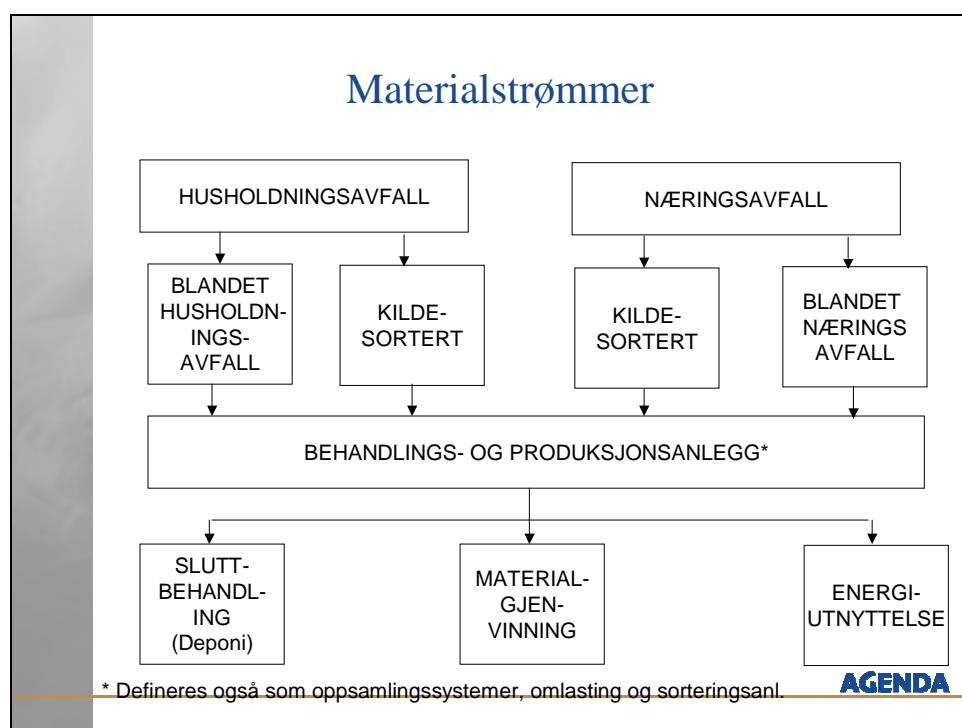 Materialstrømmer
HUSHOLDNINGSAVFALL
NÆRINGSAVFALL
BLANDET
HUSHOLDN-
INGS-
AVFALL
KILDE-
SORTERT
KILDE-
SORTERT
BLANDET
NÆRINGS
AVFALL
BEHANDLINGS- OG PRODUKSJONSANLEGG*
SLUTT-
BEHANDL-
ING
(Deponi)
MATERIAL-
GJEN-
VINNING
ENERGI-
UTNYTTELSE
* Defineres også som oppsamlingssystemer, omlasting og sorteringsanl.
AGENDA